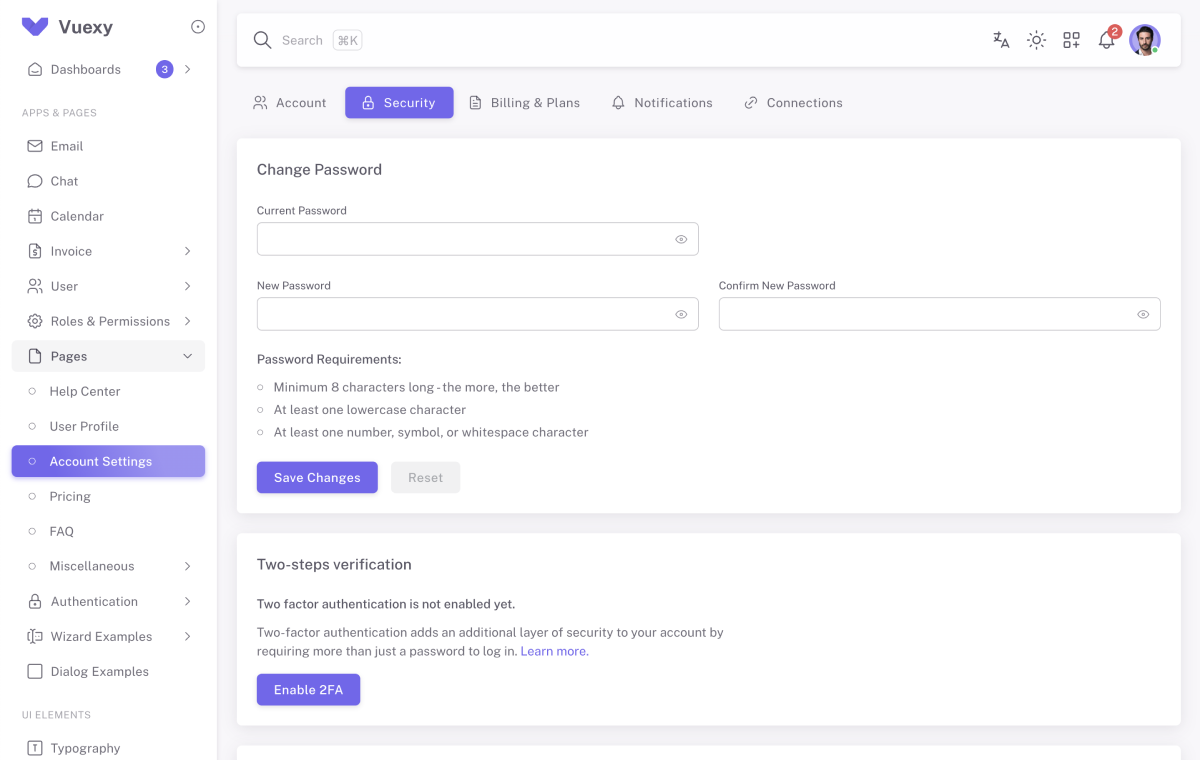 Vuexy
Dashboards 3
APPS & PAGES
Email
Chat
Calendar
Invoice
User
Roles & Permissions
Pages
Help Center
User Profile
Account Settings
Pricing
FAQ
Miscellaneous
Authentication
Wizard Examples
Dialog Examples
UI ELEMENTS
Typography
Search ⌘K
2
Account Security Billing & Plans Notifications Connections
Change Password
Current Password
New Password Confirm New Password
Password Requirements:
Minimum 8 characters long - the more, the better
At least one lowercase character
At least one number, symbol, or whitespace character
Save Changes Reset
Two-steps verification
Two factor authentication is not enabled yet.
Two-factor authentication adds an additional layer of security to your account by
requiring more than just a password to log in. Learn more.
Enable 2FA